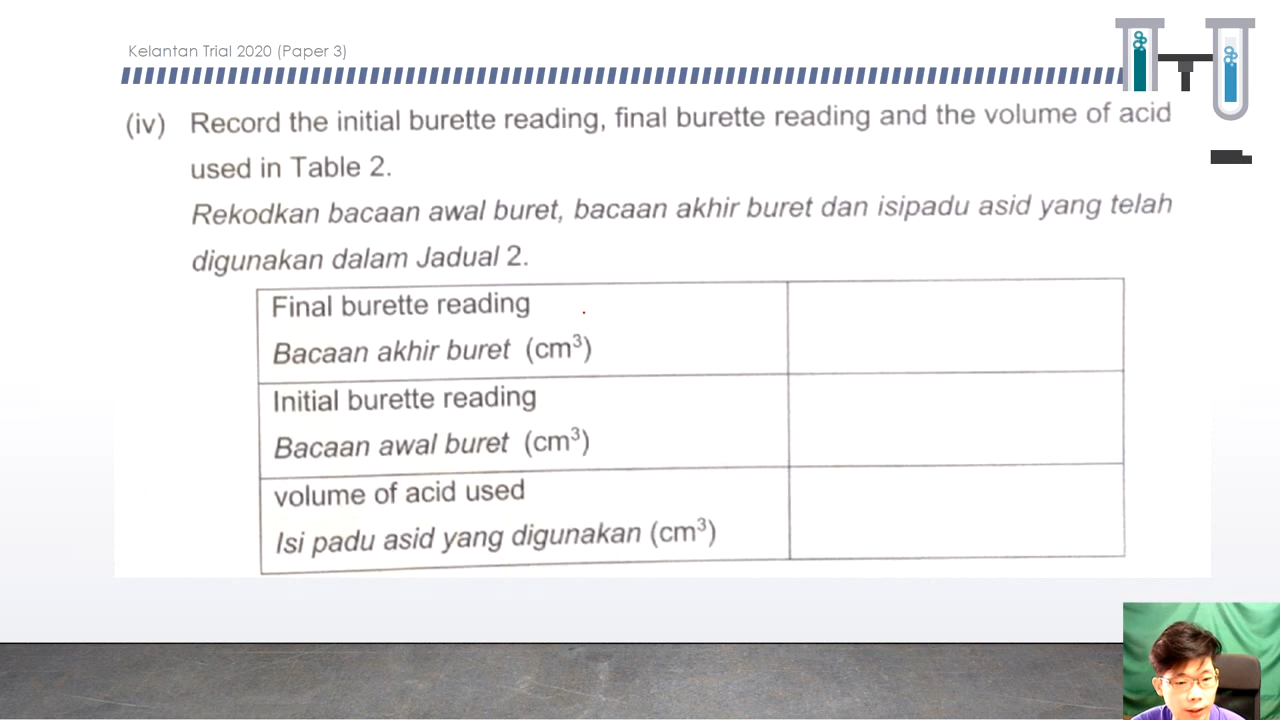 Kelantan Trial 2020 (Paper 3)
(iv) Record the initial burette reading, final burette reading and the volume of acid
used in Table 2.
Rekodkan bacaan awal buret, bacaan akhir buret dan isipadu asid yang telah
digunakan dalam Jadual 2.
Final burette reading
Bacaan akhir buret (cm³)
Initial burette reading
Bacaan awal buret (cm³)
volume of acid used
Isi padu asid yang digunakan (cm³)